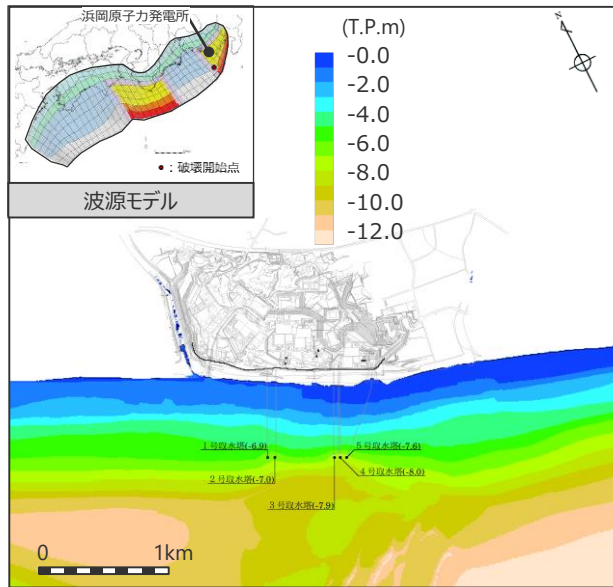 浜岡原子力発電所
●：破壊開始点
波源モデル
(T.P.m)
-0.0
-2.0
-4.0
-6.0
-8.0
-10.0
-12.0
N
1号取水塔(-6.9)
5号取水塔(-7.6)
2号取水塔(-7.0)
4号取水塔(-8.0)
3号取水塔(-7.9)
0 1km